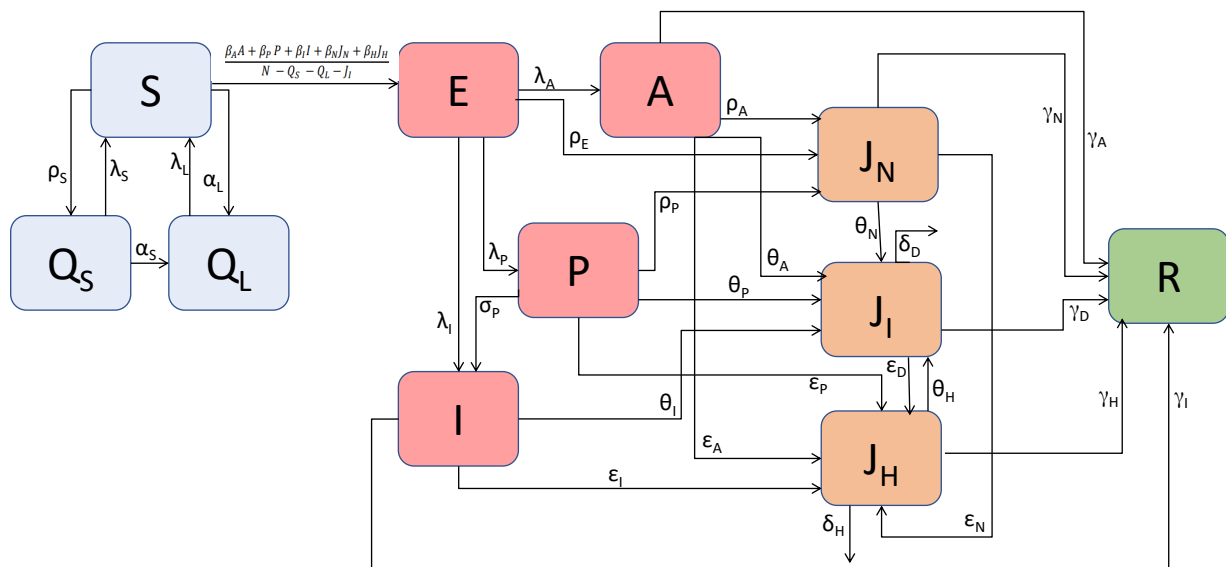 β_A A + β_P P + β_I I + β_N J_N + β_H J_H
N − Q_S − Q_L − J_I
S
E
λ_A
A
ρ_A
ρ_E
J_N
γ_N
γ_A
ρ_S
λ_S
λ_L
α_L
Q_S
α_S
Q_L
λ_P
P
ρ_P
θ_N
δ_D
θ_A
θ_P
J_I
γ_D
R
λ_I
σ_P
ε_P
ε_D
θ_H
I
θ_I
ε_A
γ_H
γ_I
ε_I
J_H
δ_H
ε_N